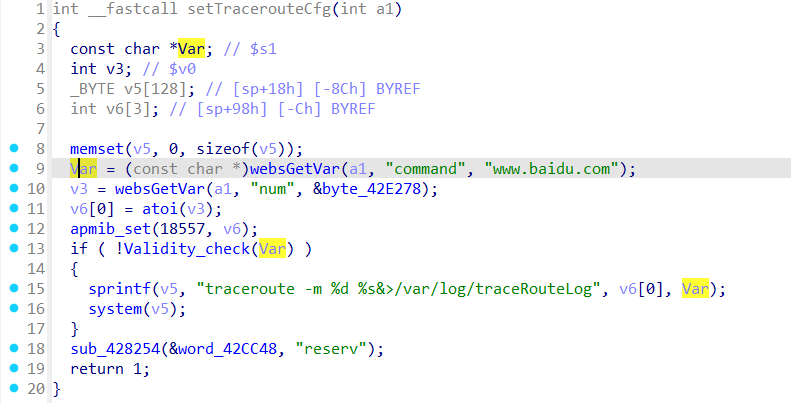 1 int __fastcall setTracerouteCfg(int a1)
2 {
3 const char *Var; // $s1
4 int v3; // $v0
5 _BYTE v5[128]; // [sp+18h] [-8Ch] BYREF
6 int v6[3]; // [sp+98h] [-Ch] BYREF
7
8 memset(v5, 0, sizeof(v5));
9 Var = (const char *)websGetVar(a1, "command", "www.baidu.com");
10 v3 = websGetVar(a1, "num", &byte_42E278);
11 v6[0] = atoi(v3);
12 apmib_set(18557, v6);
13 if ( !Validity_check(Var) )
14 {
15 sprintf(v5, "traceroute -m %d %s&>/var/log/traceRouteLog", v6[0], Var);
16 system(v5);
17 }
18 sub_428254(&word_42CC48, "reserv");
19 return 1;
20 }